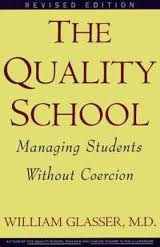 REVISED EDITION
THE
QUALITY
SCHOOL
Managing Students
Without Coercion
WILLIAM GLASSER, M.D.